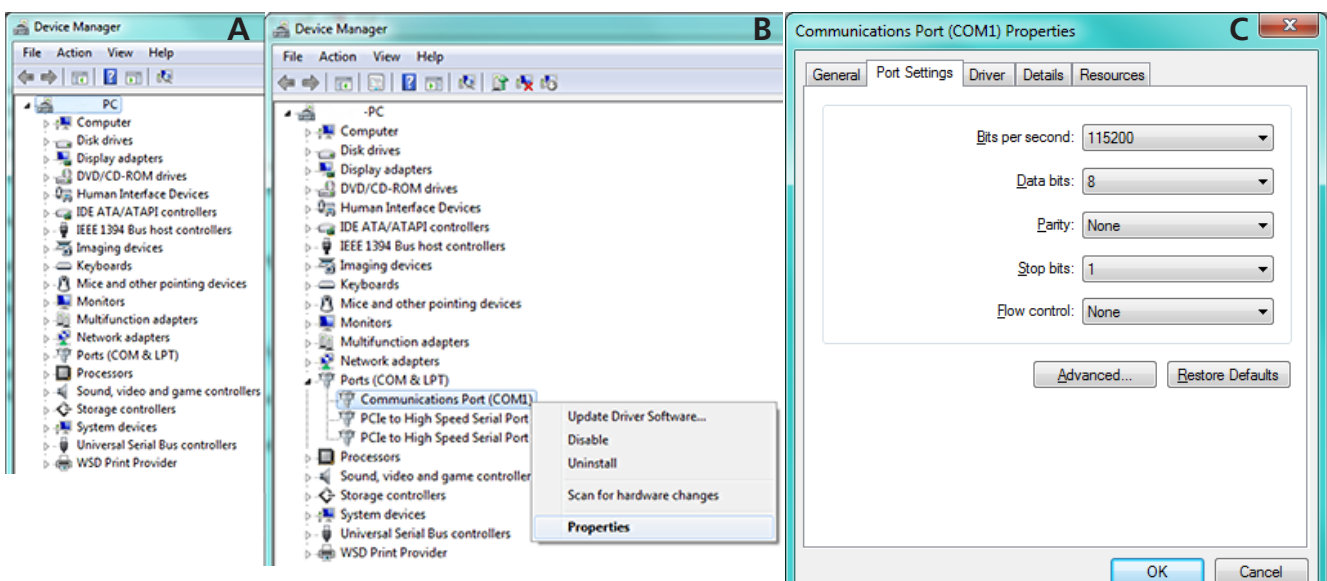 Device Manager
A
File Action View Help
PC
Computer
Disk drives
Display adapters
DVD/CD-ROM drives
Human Interface Devices
IDE ATA/ATAPI controllers
IEEE 1394 Bus host controllers
Imaging devices
Keyboards
Mice and other pointing devices
Monitors
Multifunction adapters
Network adapters
Ports (COM & LPT)
Processors
Sound, video and game controllers
Storage controllers
System devices
Universal Serial Bus controllers
WSD Print Provider
Device Manager
B
File Action View Help
-PC
Computer
Disk drives
Display adapters
DVD/CD-ROM drives
Human Interface Devices
IDE ATA/ATAPI controllers
IEEE 1394 Bus host controllers
Imaging devices
Keyboards
Mice and other pointing devices
Monitors
Multifunction adapters
Network adapters
Ports (COM & LPT)
Communications Port (COM1)
PCIe to High Speed Serial Port
PCIe to High Speed Serial Port
Processors
Sound, video and game controller
Storage controllers
System devices
Universal Serial Bus controllers
WSD Print Provider
Update Driver Software...
Disable
Uninstall
Scan for hardware changes
Properties
Communications Port (COM1) Properties
C
General Port Settings Driver Details Resources
Bits per second: 115200
Data bits: 8
Parity: None
Stop bits: 1
Flow control: None
Advanced... Restore Defaults
OK Cancel